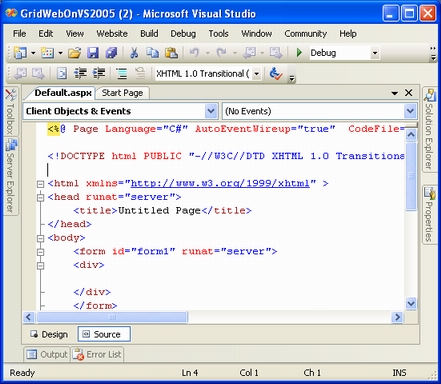 GridWebOnVS2005 (2) - Microsoft Visual Studio
File Edit View Website Build Debug Tools Window Community Help
Debug
XHTML 1.0 Transitional (
Toolbox
Server Explorer
Default.aspx Start Page
Client Objects & Events (No Events)
<%@ Page Language="C#" AutoEventWireup="true" CodeFile=
<!DOCTYPE html PUBLIC "-//W3C//DTD XHTML 1.0 Transitiona
<html xmlns="http://www.w3.org/1999/xhtml" >
<head runat="server">
<title>Untitled Page</title>
</head>
<body>
<form id="form1" runat="server">
<div>
</div>
</form>
Solution Explorer
Properties
Design Source
Output Error List
Ready Ln 4 Col 1 Ch 1 INS